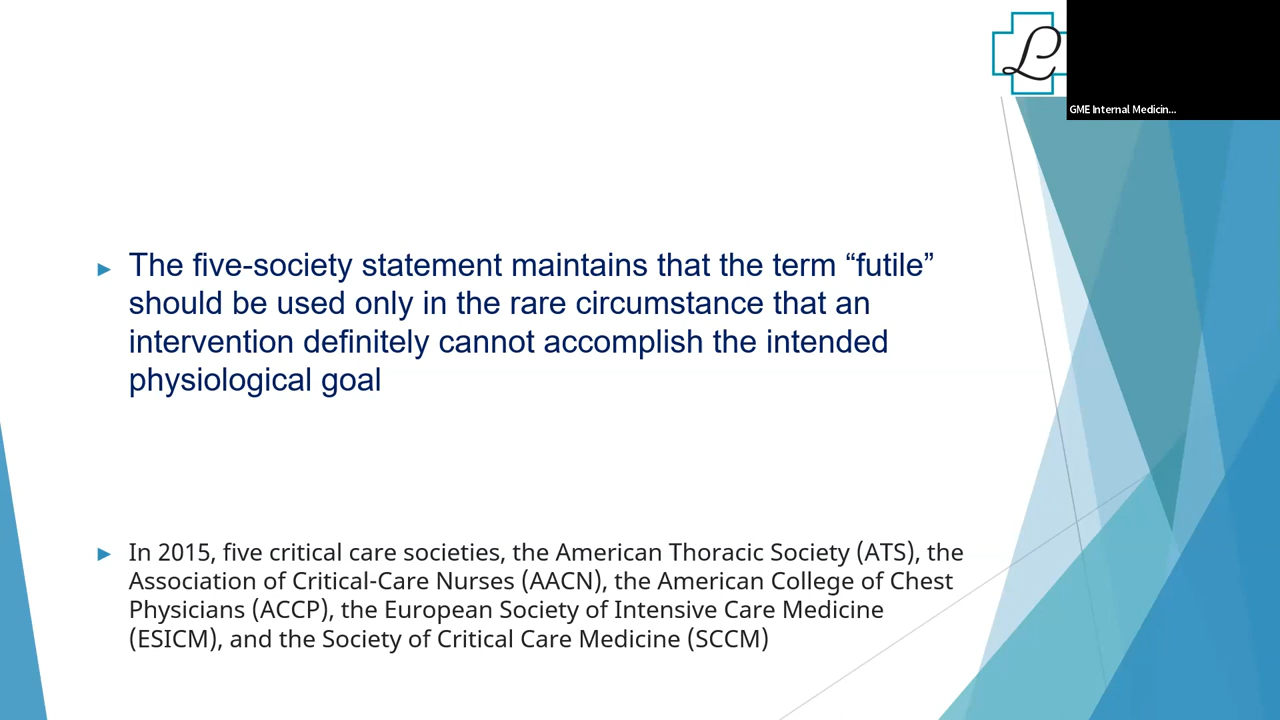 ℒ
GME Internal Medicin...
► The five-society statement maintains that the term “futile”
should be used only in the rare circumstance that an
intervention definitely cannot accomplish the intended
physiological goal
► In 2015, five critical care societies, the American Thoracic Society (ATS), the
Association of Critical-Care Nurses (AACN), the American College of Chest
Physicians (ACCP), the European Society of Intensive Care Medicine
(ESICM), and the Society of Critical Care Medicine (SCCM)